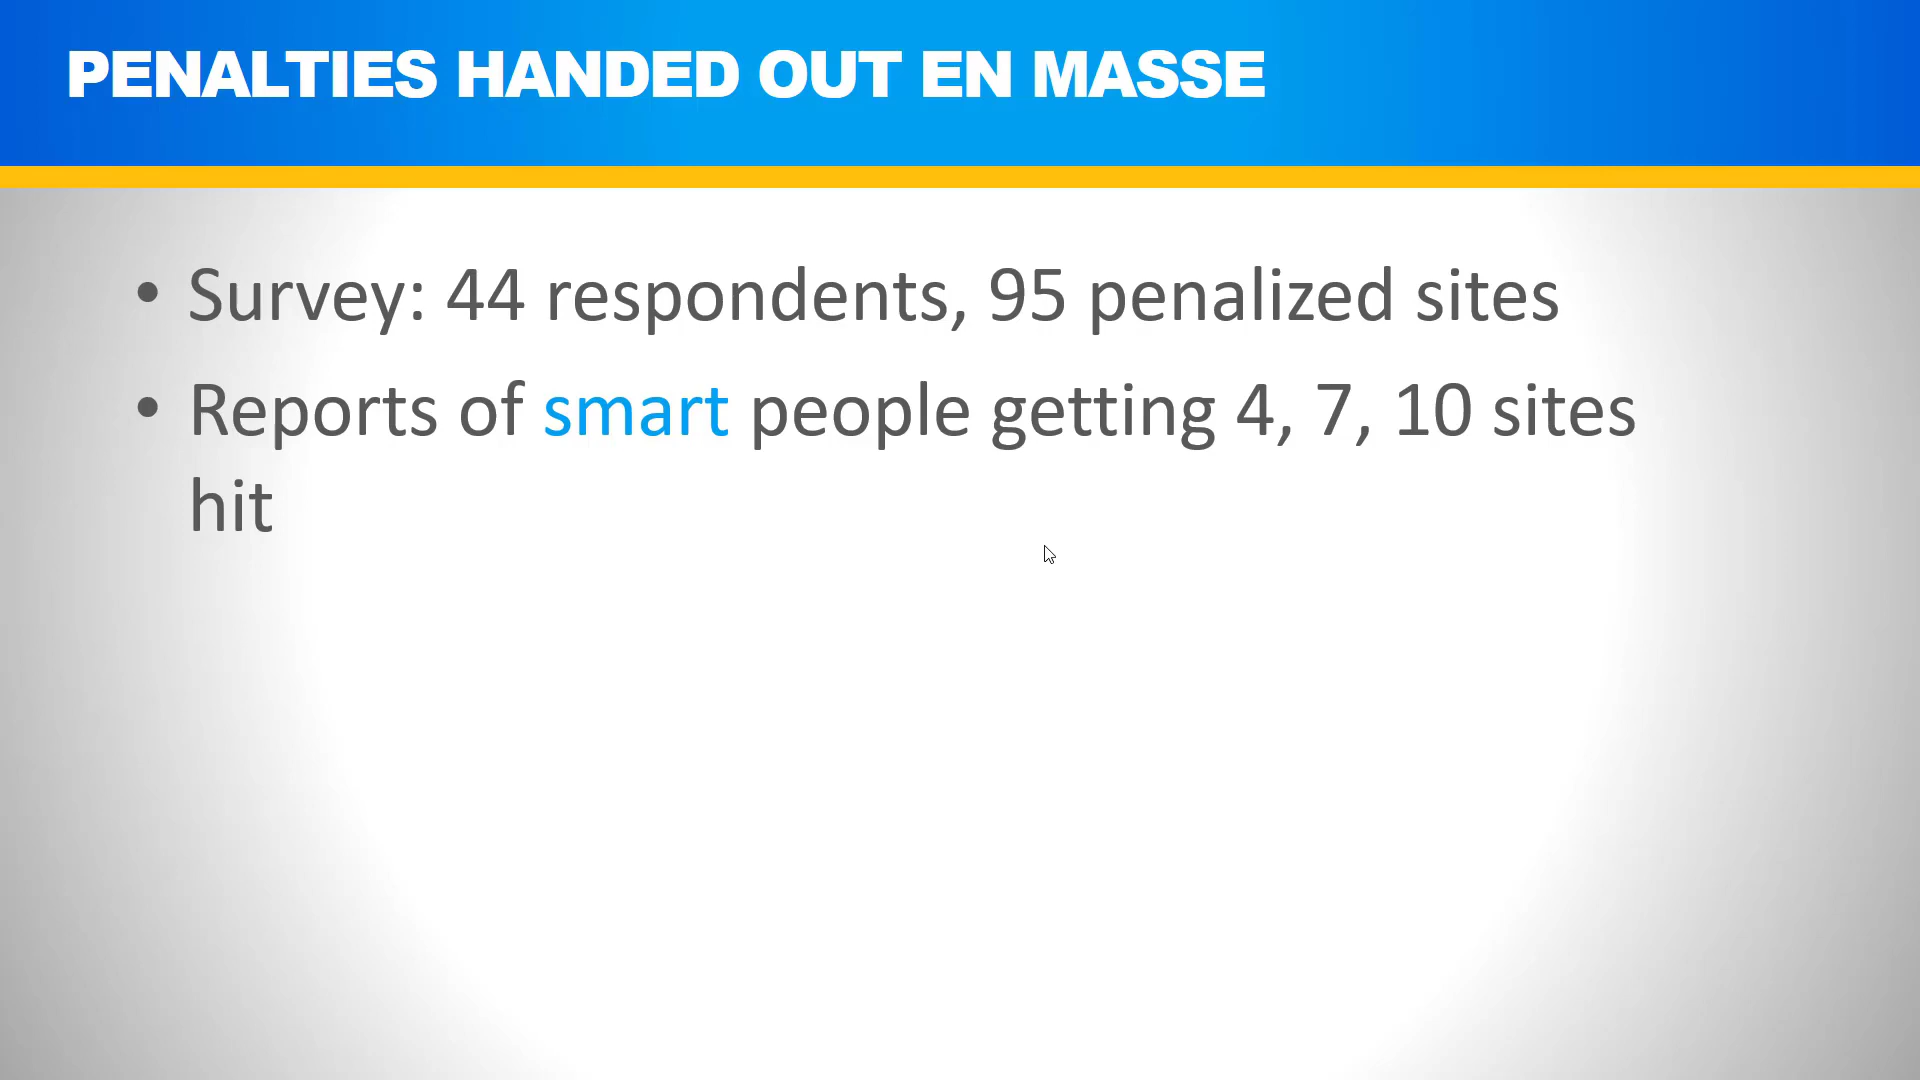 PENALTIES HANDED OUT EN MASSE
• Survey: 44 respondents, 95 penalized sites
• Reports of smart people getting 4, 7, 10 sites
hit